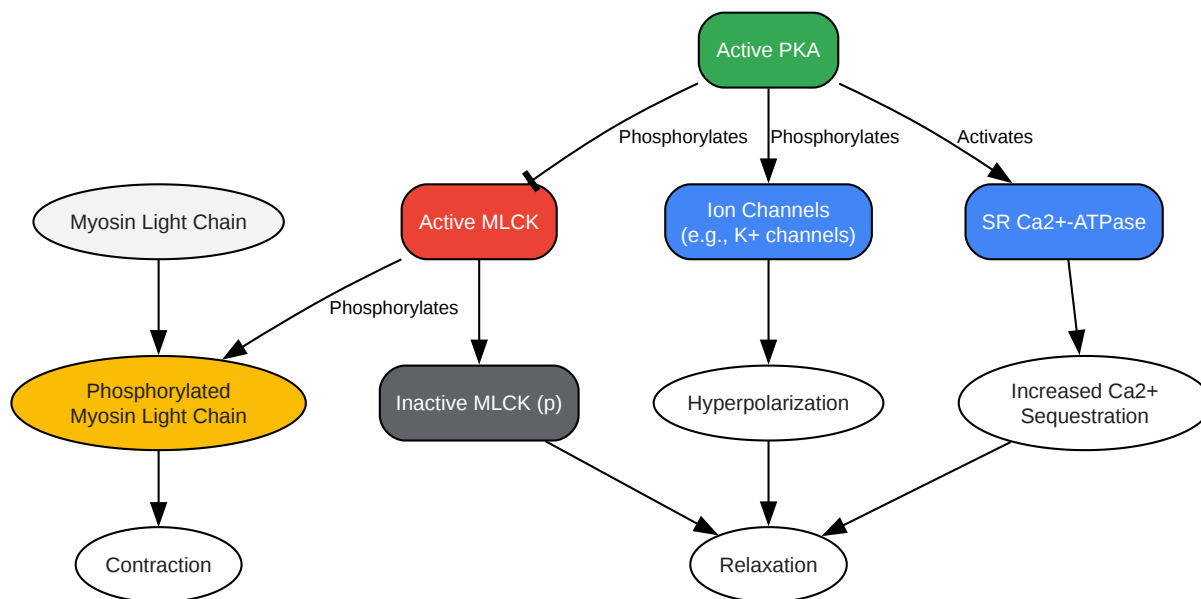 Active PKA
Phosphorylates
Phosphorylates
Activates
Myosin Light Chain
Active MLCK
Ion Channels
(e.g., K+ channels)
SR Ca2+-ATPase
Phosphorylates
Phosphorylated
Myosin Light Chain
Inactive MLCK (p)
Hyperpolarization
Increased Ca2+
Sequestration
Contraction
Relaxation